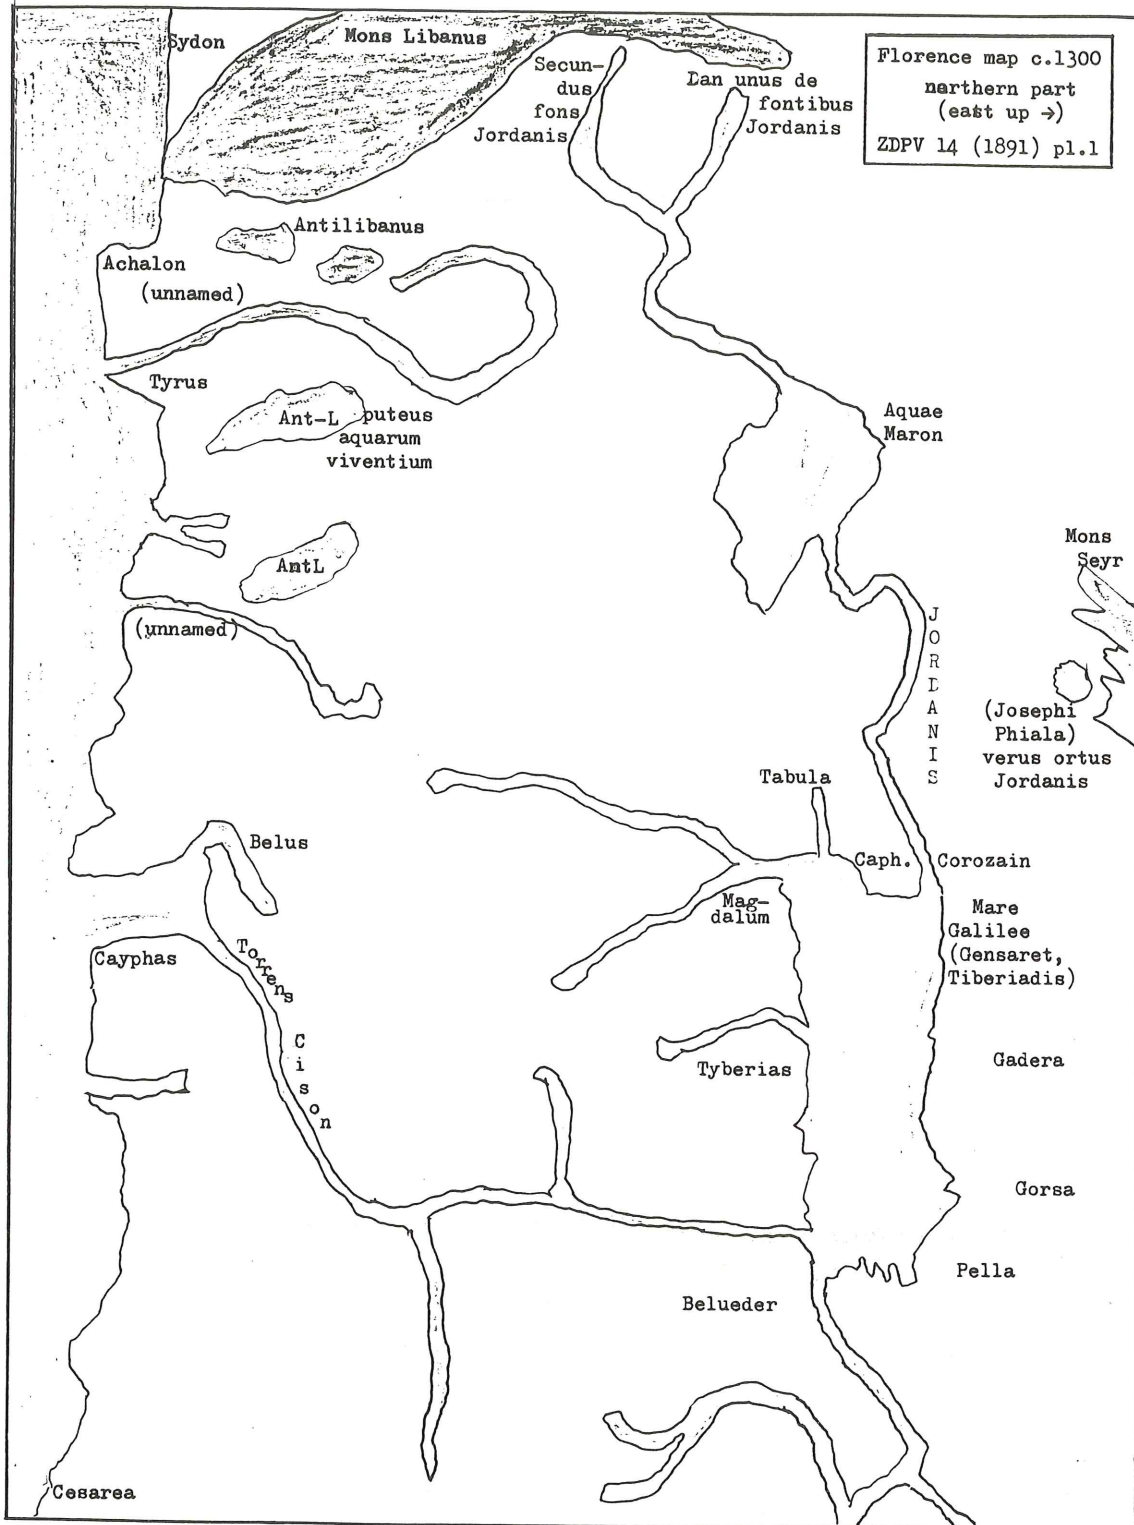 Sydon
Mons Libanus
Secun-
dus
fons
Jordanis
Dan unus de
fontibus
Jordanis
Florence map c.1300
northern part
(east up →)
ZDPV 14 (1891) pl.1
Antilibanus
Achalon
(unnamed)
Tyrus
Ant-L puteus
aquarum
viventium
Aquae
Maron
Mons
Seyr
AntL
(unnamed)
JORDANIS
(Josephi
Phiala)
verus ortus
Jordanis
Tabula
Belus
Caph.
Corozain
Mag-
dalum
Mare
Galilee
(Gensaret,
Tiberiadis)
Cayphas
Torrens
Cison
Tyberias
Gadera
Gorsa
Pella
Belueder
Cesarea